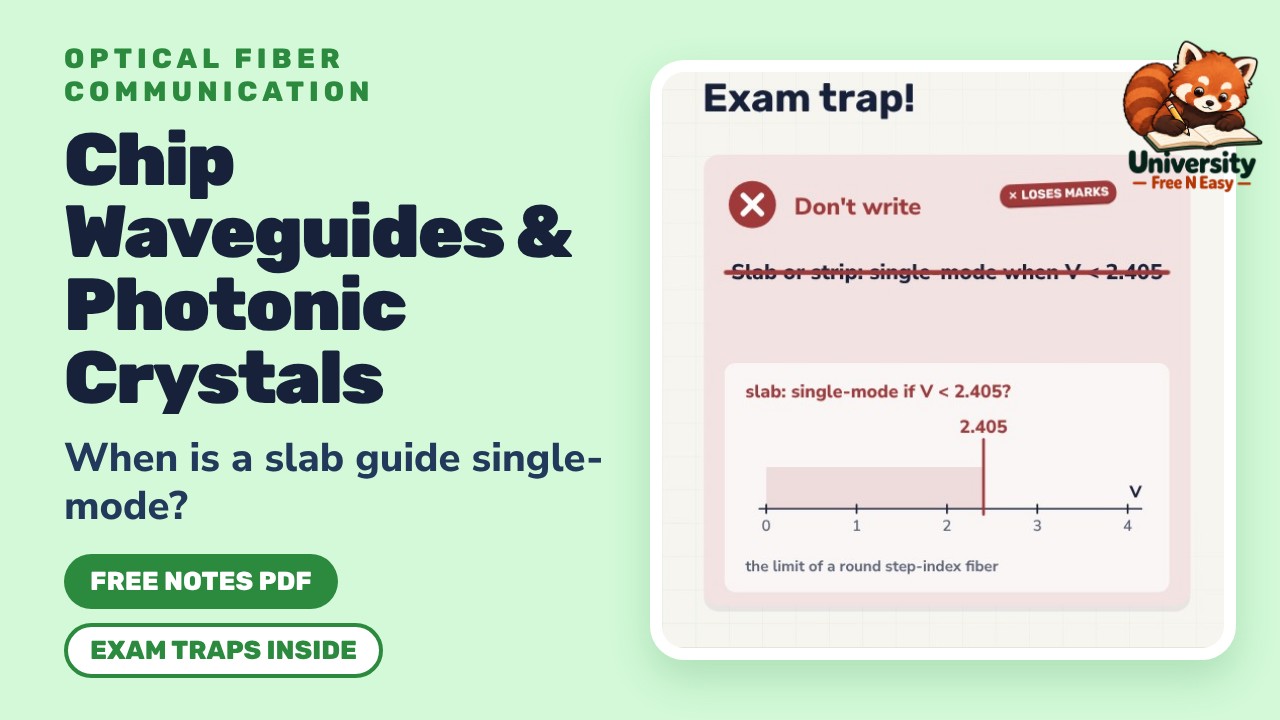 OPTICAL FIBER
COMMUNICATION
Chip
Waveguides &
Photonic
Crystals
When is a slab guide single-
mode?
FREE NOTES PDF
EXAM TRAPS INSIDE
Exam trap!
University
Free N Easy
Don't write
× LOSES MARKS
Slab or strip: single-mode when V < 2.405
slab: single-mode if V < 2.405?
2.405
V
0 1 2 3 4
the limit of a round step-index fiber